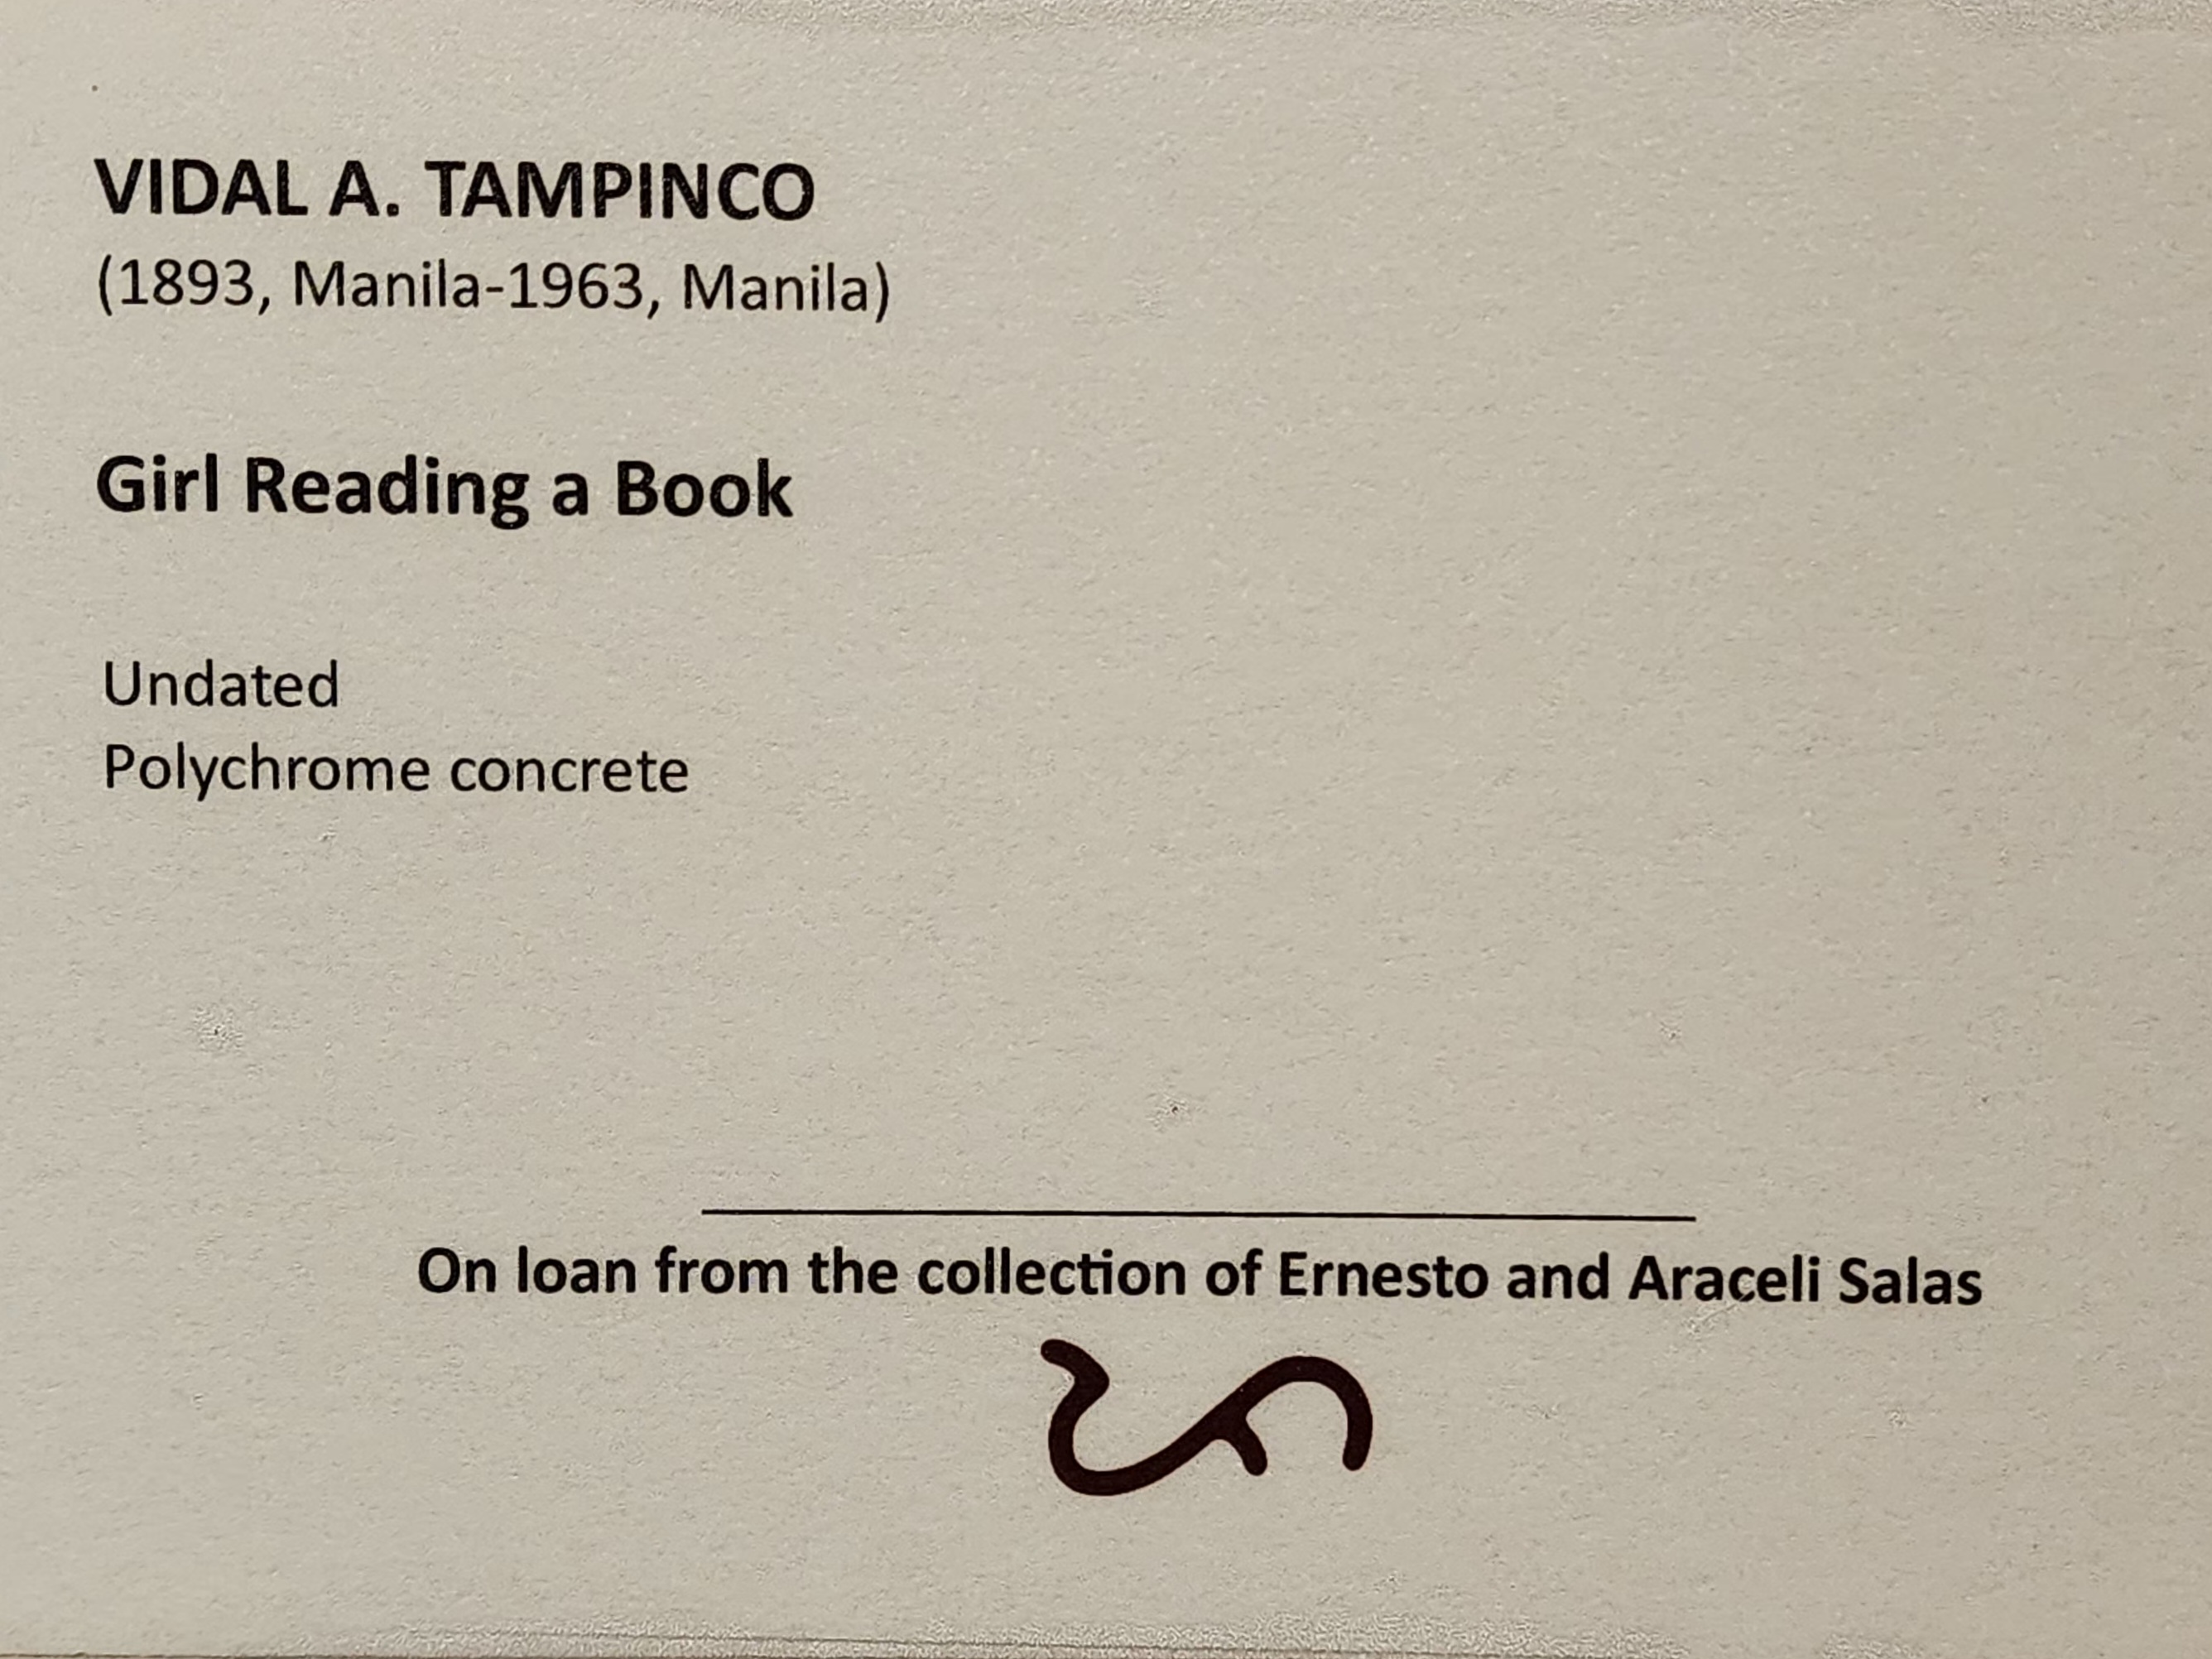 VIDAL A. TAMPINCO
(1893, Manila-1963, Manila)
Girl Reading a Book
Undated
Polychrome concrete
On loan from the collection of Ernesto and Araceli Salas
ᜉ